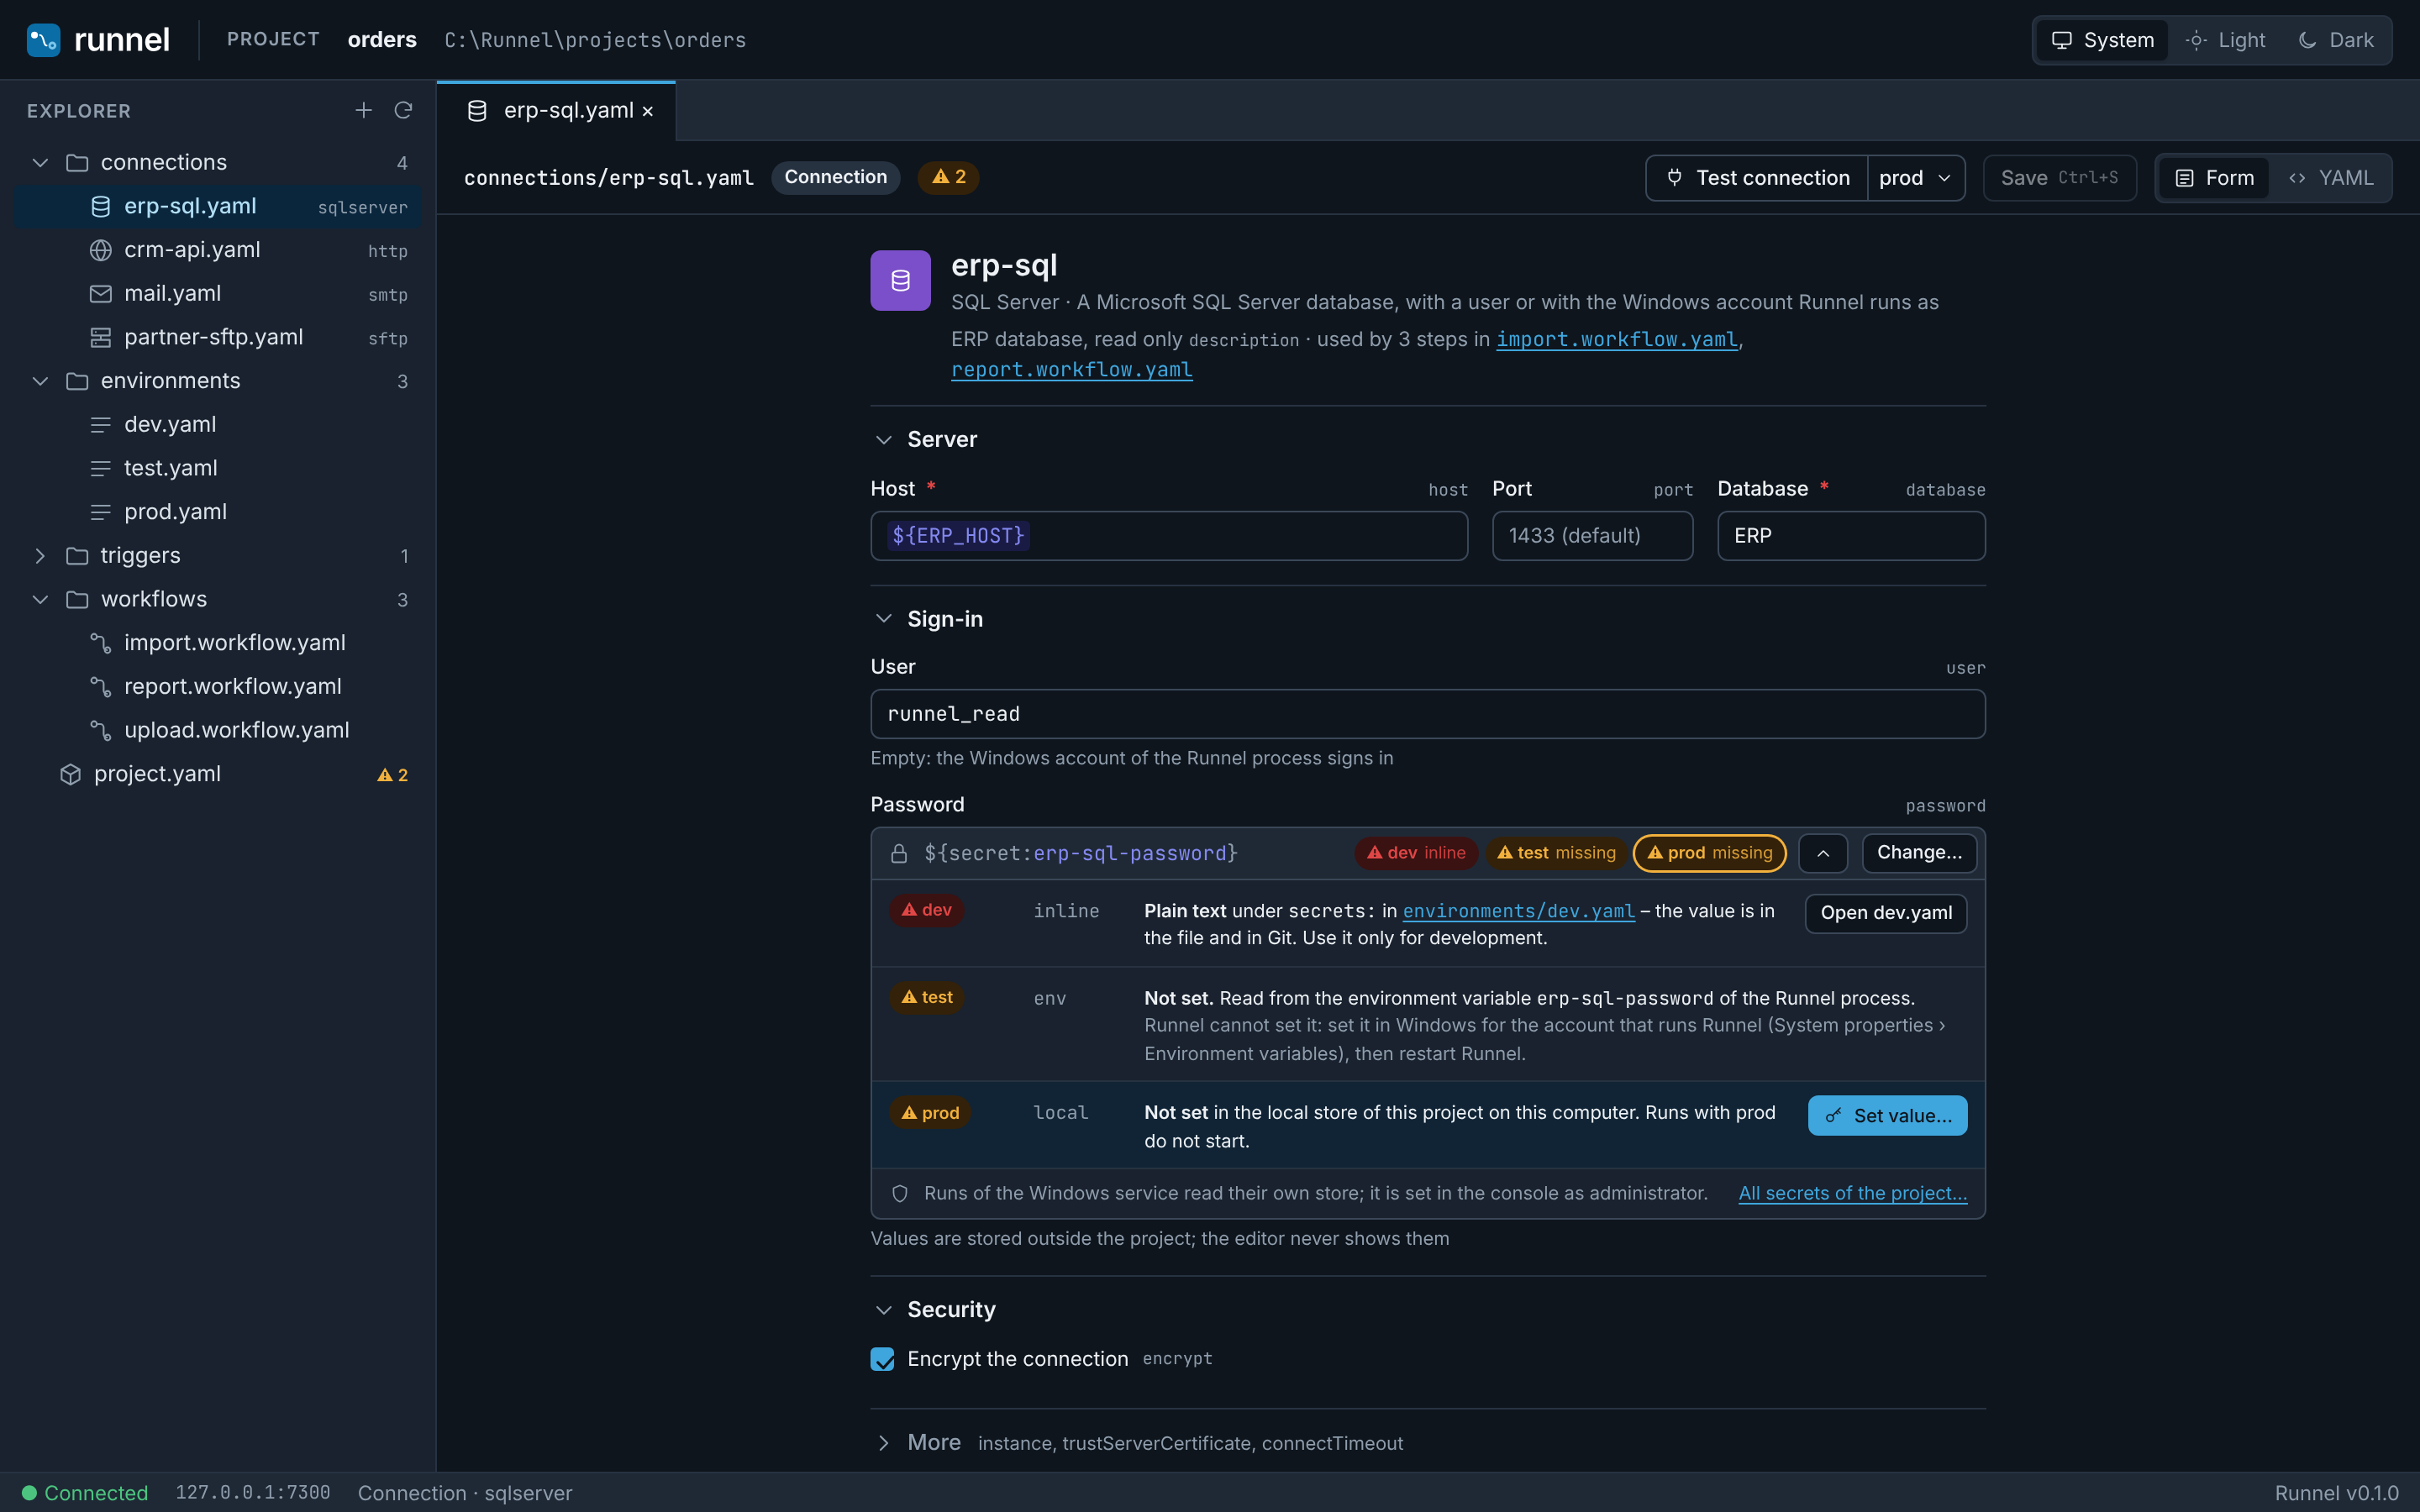 runnel PROJECT orders C:\Runnel\projects\orders System Light Dark
EXPLORER
connections 4
erp-sql.yaml sqlserver
crm-api.yaml http
mail.yaml smtp
partner-sftp.yaml sftp
environments 3
dev.yaml
test.yaml
prod.yaml
triggers 1
workflows 3
import.workflow.yaml
report.workflow.yaml
upload.workflow.yaml
project.yaml 2
erp-sql.yaml ×
connections/erp-sql.yaml Connection 2 Test connection prod Save Ctrl+S Form YAML
erp-sql
SQL Server · A Microsoft SQL Server database, with a user or with the Windows account Runnel runs as
ERP database, read only description · used by 3 steps in import.workflow.yaml,
report.workflow.yaml
Server
Host * host Port port Database * database
${ERP_HOST} 1433 (default) ERP
Sign-in
User user
runnel_read
Empty: the Windows account of the Runnel process signs in
Password password
${secret:erp-sql-password} dev inline test missing prod missing Change...
dev inline Plain text under secrets: in environments/dev.yaml – the value is in Open dev.yaml
the file and in Git. Use it only for development.
test env Not set. Read from the environment variable erp-sql-password of the Runnel process.
Runnel cannot set it: set it in Windows for the account that runs Runnel (System properties ›
Environment variables), then restart Runnel.
prod local Not set in the local store of this project on this computer. Runs with prod Set value...
do not start.
Runs of the Windows service read their own store; it is set in the console as administrator. All secrets of the project...
Values are stored outside the project; the editor never shows them
Security
Encrypt the connection encrypt
More instance, trustServerCertificate, connectTimeout
Connected 127.0.0.1:7300 Connection · sqlserver Runnel v0.1.0